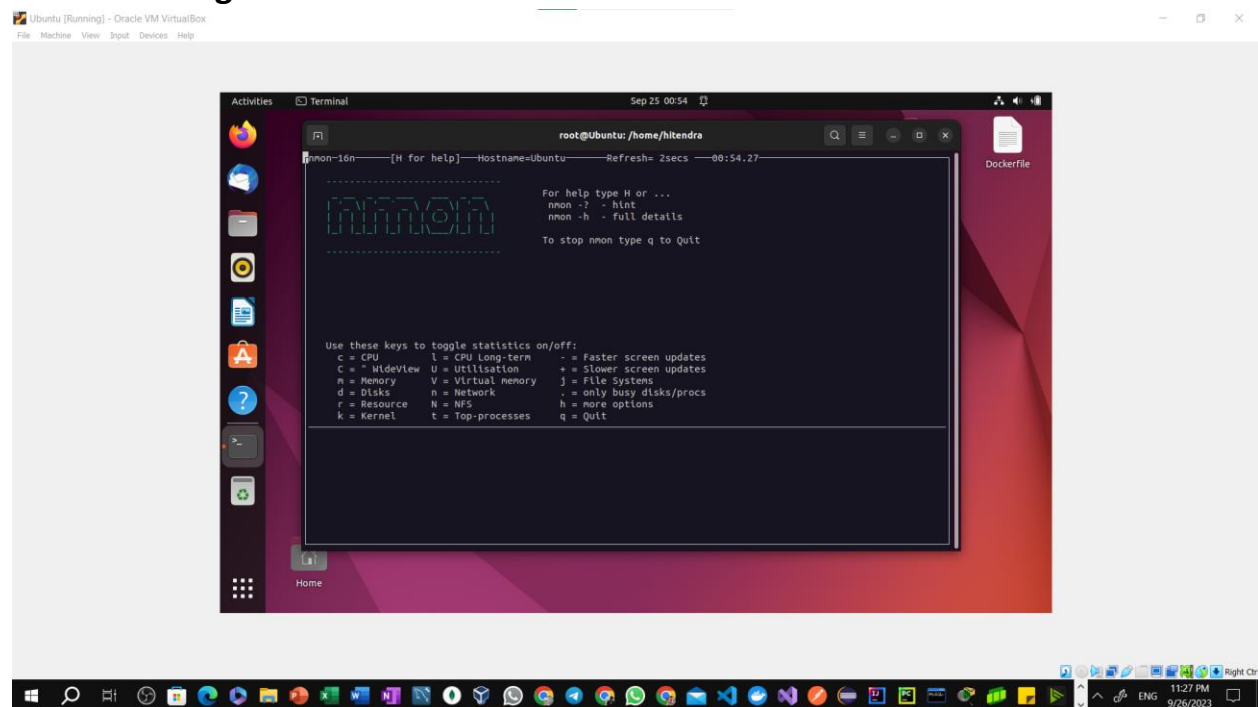 Ubuntu [Running] - Oracle VM VirtualBox
File Machine View Input Devices Help
Activities Terminal Sep 25 00:54
root@Ubuntu: /home/hitendra
Dockerfile
nmon-16n [H for help] Hostname=Ubuntu Refresh= 2secs 00:54.27
nmon
For help type H or ...
nmon -? - hint
nmon -h - full details
To stop nmon type q to Quit
Use these keys to toggle statistics on/off:
c = CPU l = CPU Long-term - = Faster screen updates
C = " WideView U = Utilisation + = Slower screen updates
m = Memory V = Virtual memory j = File Systems
d = Disks n = Network . = only busy disks/procs
r = Resource N = NFS h = more options
k = Kernel t = Top-processes q = Quit
Home
Right Ctr
ENG
11:27 PM
9/26/2023